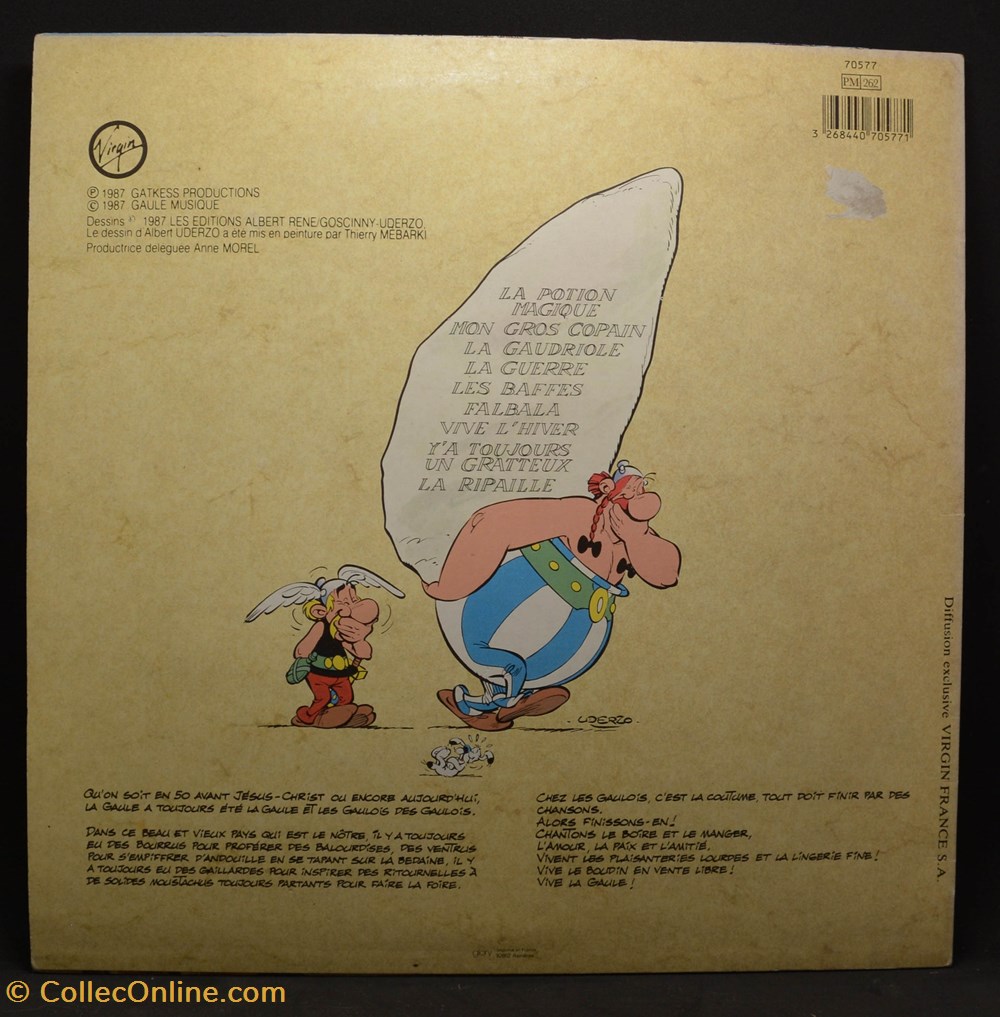 70577
PM 262
3 268440 705771
Virgin
℗ 1987 GATKESS PRODUCTIONS
© 1987 GAULE MUSIQUE
Dessins © 1987 LES EDITIONS ALBERT RENE/GOSCINNY-UDERZO.
Le dessin d'Albert UDERZO a été mis en peinture par Thierry MEBARKI
Productrice déléguée Anne MOREL
LA POTION
MAGIQUE
MON GROS COPAIN
LA GAUDRIOLE
LA GUERRE
LES BAFFES
FALBALA
VIVE L'HIVER
Y'A TOUJOURS
UN GRATTEUX
LA RIPAILLE
UDERZO
Diffusion exclusive VIRGIN FRANCE S.A.
QU'ON SOIT EN 50 AVANT JÉSUS-CHRIST OU ENCORE AUJOURD'HUI,
LA GAULE A TOUJOURS ÉTÉ LA GAULE ET LES GAULOIS DES GAULOIS.
DANS CE BEAU ET VIEUX PAYS QUI EST LE NÔTRE, IL Y A TOUJOURS
EU DES BOURRUS POUR PROFÉRER DES BALOURDISES, DES VENTRUS
POUR S'EMPIFFRER D'ANDOUILLE EN SE TAPANT SUR LA BEDAINE, IL Y
A TOUJOURS EU DES GAILLARDES POUR INSPIRER DES RITOURNELLES À
DE SOLIDES MOUSTACHUS TOUJOURS PARTANTS POUR FAIRE LA FOIRE.
CHEZ LES GAULOIS, C'EST LA COÛTUME, TOUT DOIT FINIR PAR DES
CHANSONS.
ALORS FINISSONS-EN!
CHANTONS LE BOIRE ET LE MANGER,
L'AMOUR, LA PAIX ET L'AMITIÉ.
VIVENT LES PLAISANTERIES LOURDES ET LA LINGERIE FINE!
VIVE LE BOUDIN EN VENTE LIBRE!
VIVE LA GAULE!
© CollecOnline.com